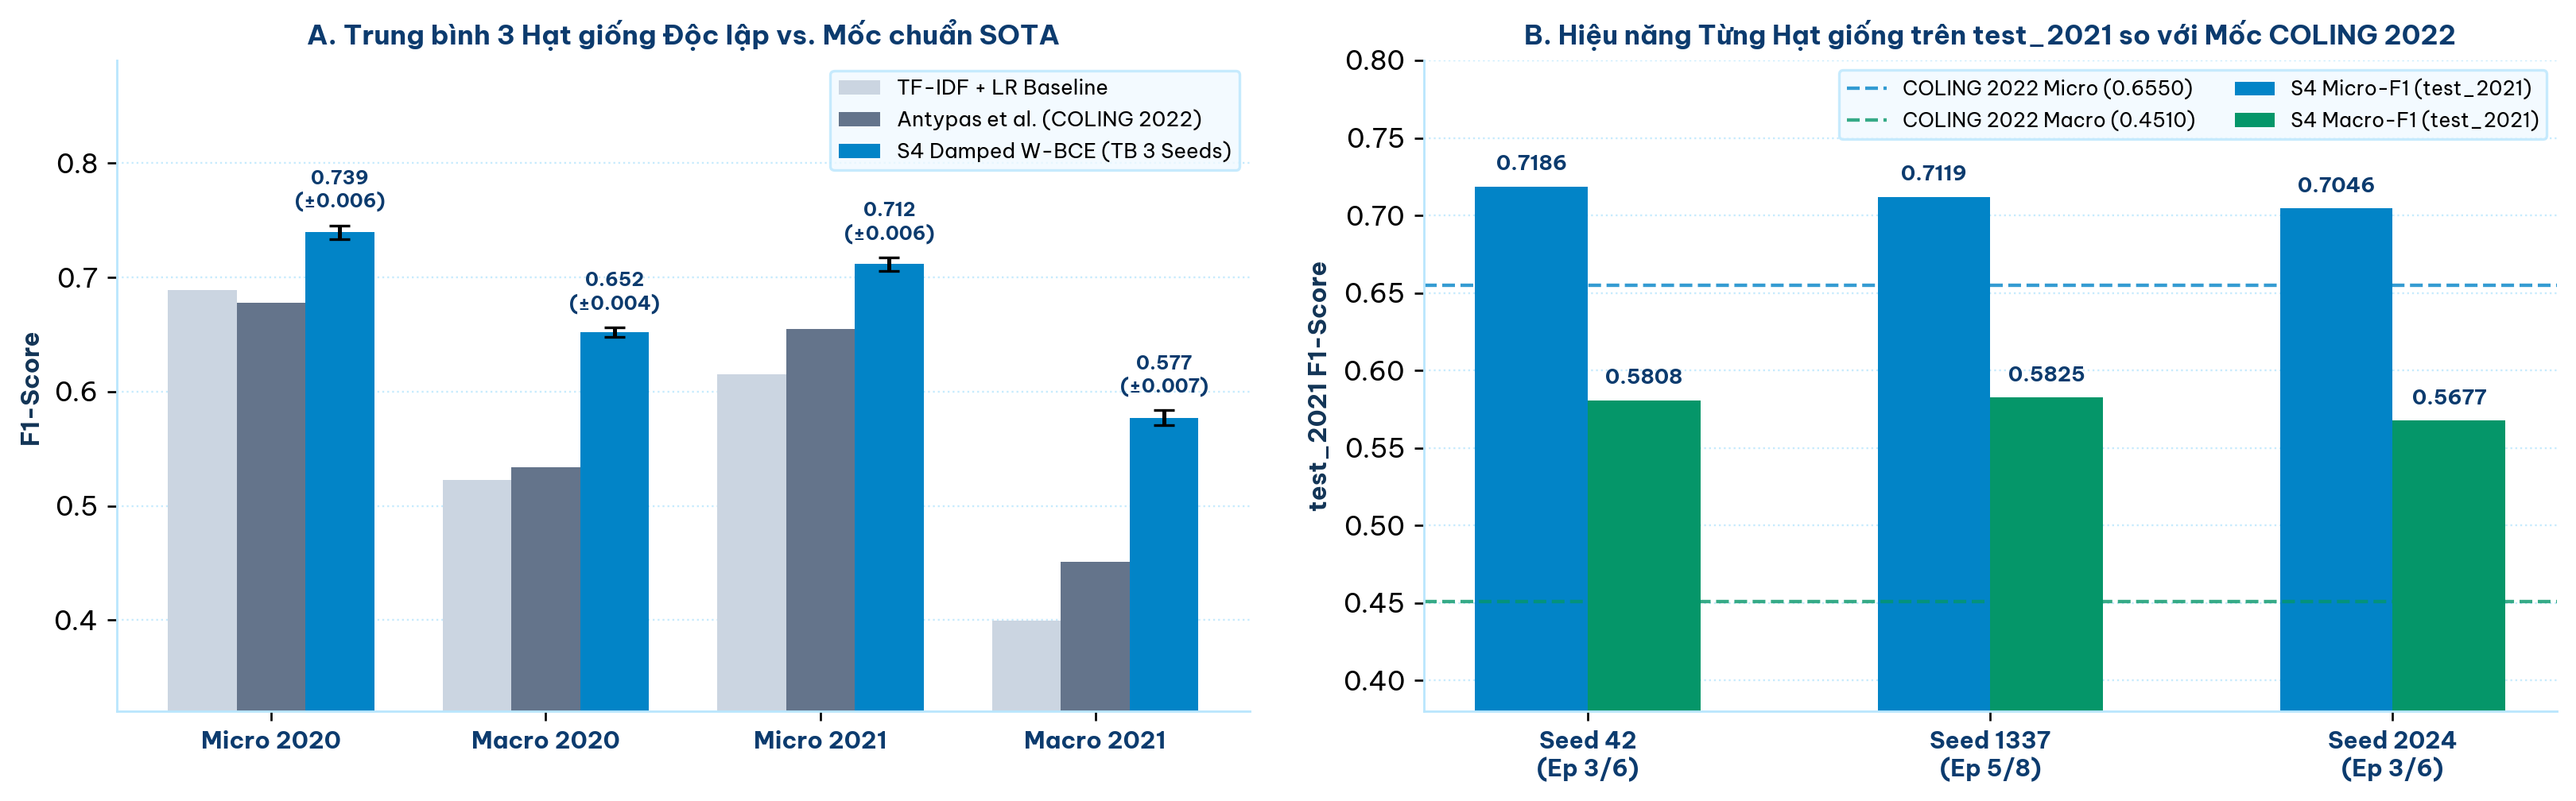 A. Trung bình 3 Hạt giống Độc lập vs. Mốc chuẩn SOTA
TF-IDF + LR Baseline
Antypas et al. (COLING 2022)
S4 Damped W-BCE (TB 3 Seeds)
F1-Score
0.8
0.7
0.6
0.5
0.4
0.739
(±0.006)
0.652
(±0.004)
0.712
(±0.006)
0.577
(±0.007)
Micro 2020
Macro 2020
Micro 2021
Macro 2021
B. Hiệu năng Từng Hạt giống trên test_2021 so với Mốc COLING 2022
COLING 2022 Micro (0.6550)
COLING 2022 Macro (0.4510)
S4 Micro-F1 (test_2021)
S4 Macro-F1 (test_2021)
test_2021 F1-Score
0.80
0.75
0.70
0.65
0.60
0.55
0.50
0.45
0.40
0.7186
0.5808
0.7119
0.5825
0.7046
0.5677
Seed 42
(Ep 3/6)
Seed 1337
(Ep 5/8)
Seed 2024
(Ep 3/6)